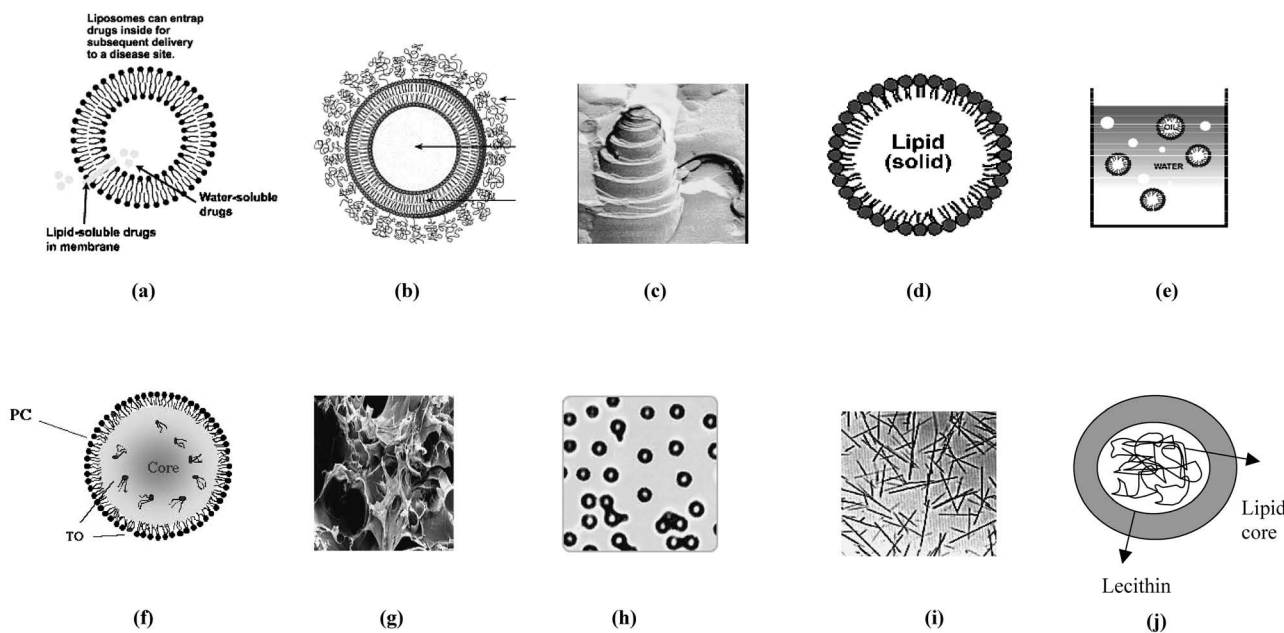 Liposomes can entrap
drugs inside for
subsequent delivery
to a disease site.
Water-soluble
drugs
Lipid-soluble drugs
in membrane
Lipid
(solid)
OIL
WATER
(a)
(b)
(c)
(d)
(e)
PC
Core
TO
Lipid
core
Lecithin
(f)
(g)
(h)
(i)
(j)